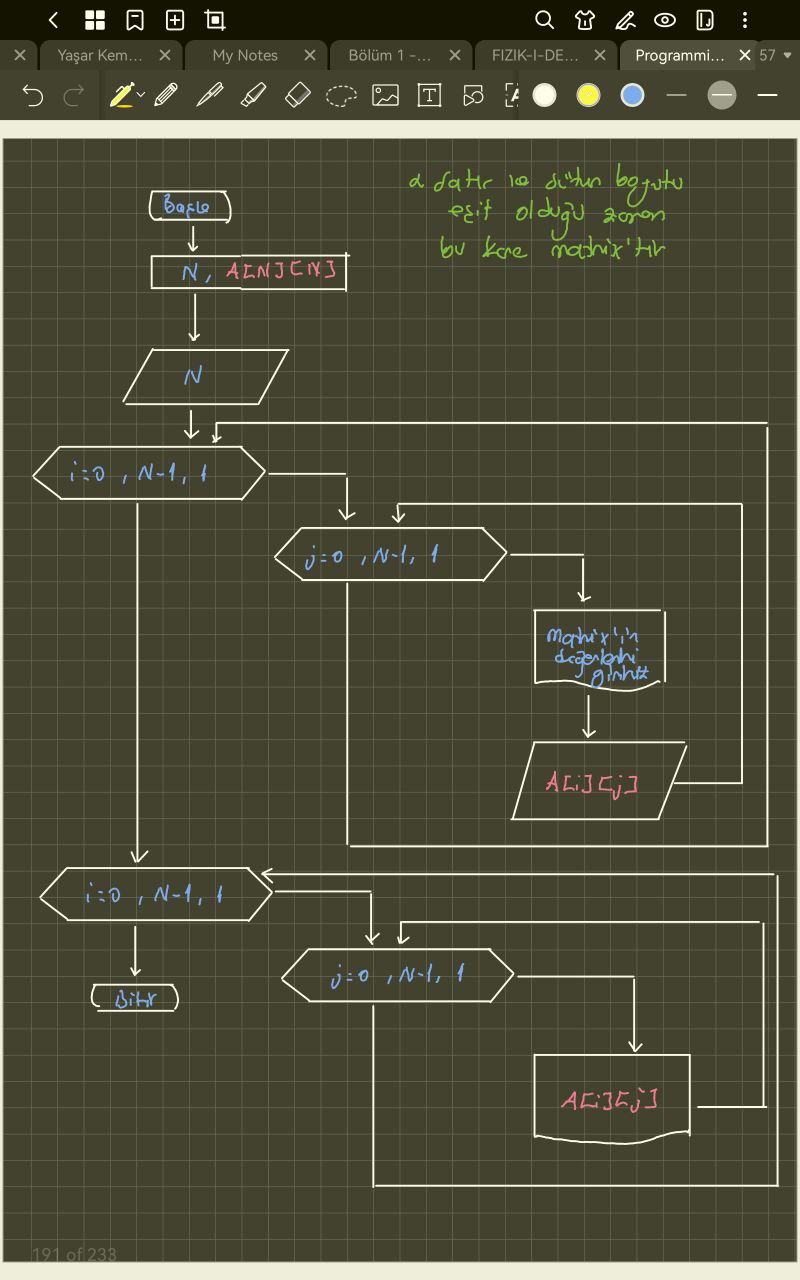 Yaşar Kem...
My Notes
Bölüm 1 -...
FIZIK-I-DE...
Programmi...
57
Başla
a satır ve sütun boyutu
eşit olduğu zaman
bu kare matrix'tir
N, A[N][N]
N
i=0 , N-1, 1
j=0 , N-1, 1
Matrix'in
değerlerini
giriniz
A[i][j]
i=0 , N-1, 1
j=0 , N-1, 1
Bitir
A[i][j]
191 of 233